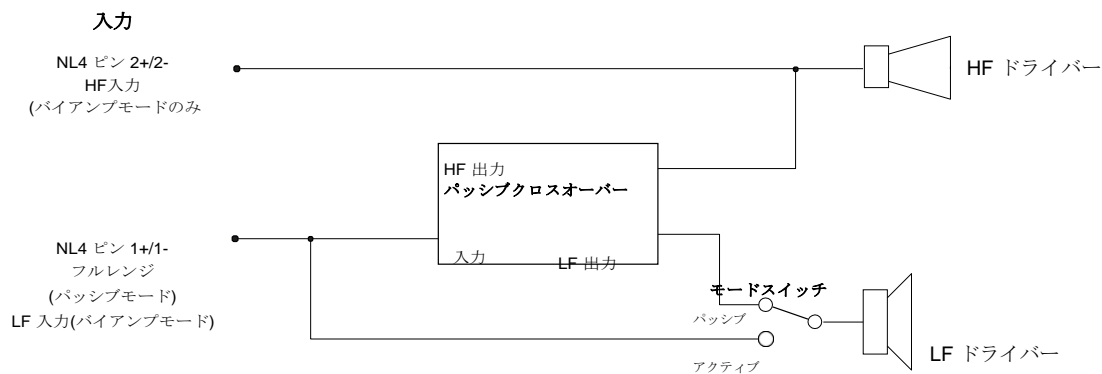 入力
NL4 ピン 2+/2-
HF入力
(バイアンプモードのみ
HF ドライバー
HF 出力
パッシブクロスオーバー
入力
LF 出力
NL4 ピン 1+/1-
フルレンジ
(パッシブモード)
LF 入力(バイアンプモード)
モードスイッチ
パッシブ
アクティブ
LF ドライバー